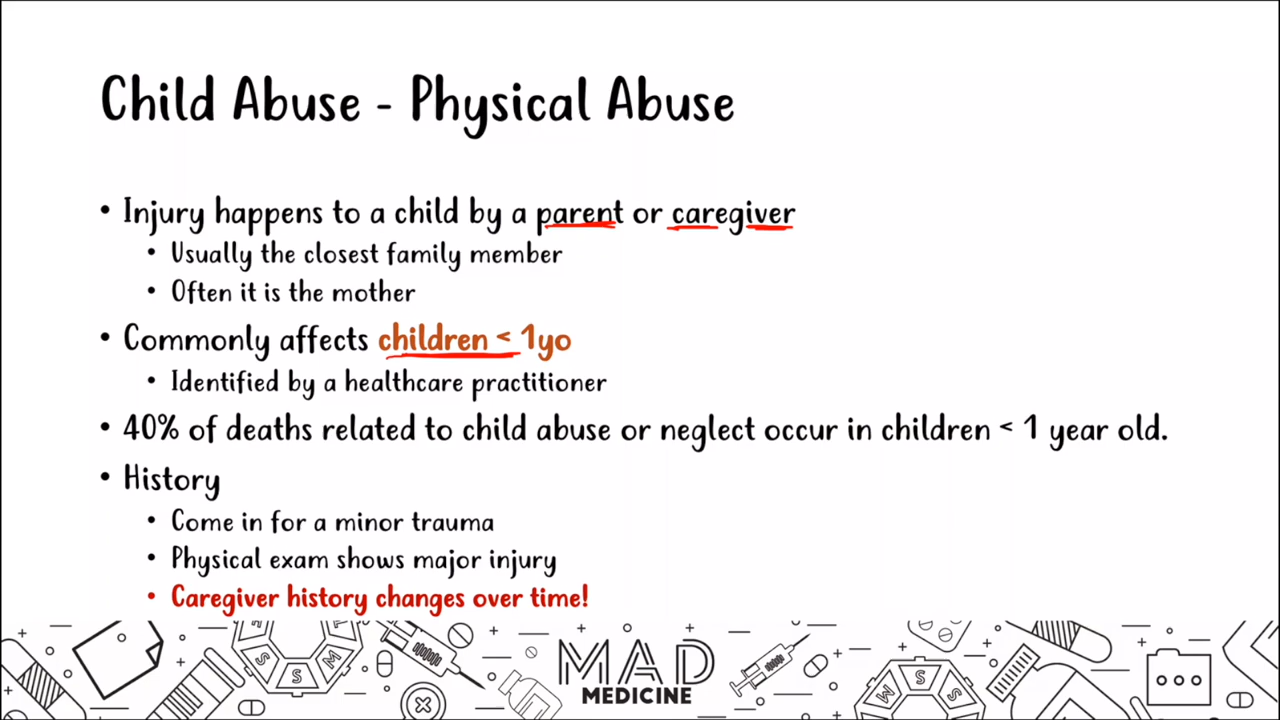 Child Abuse - Physical Abuse
• Injury happens to a child by a parent or caregiver
• Usually the closest family member
• Often it is the mother
• Commonly affects children < 1yo
• Identified by a healthcare practitioner
• 40% of deaths related to child abuse or neglect occur in children < 1 year old.
• History
• Come in for a minor trauma
• Physical exam shows major injury
• Caregiver history changes over time!
S S M
MAD
MEDICINE
M S S